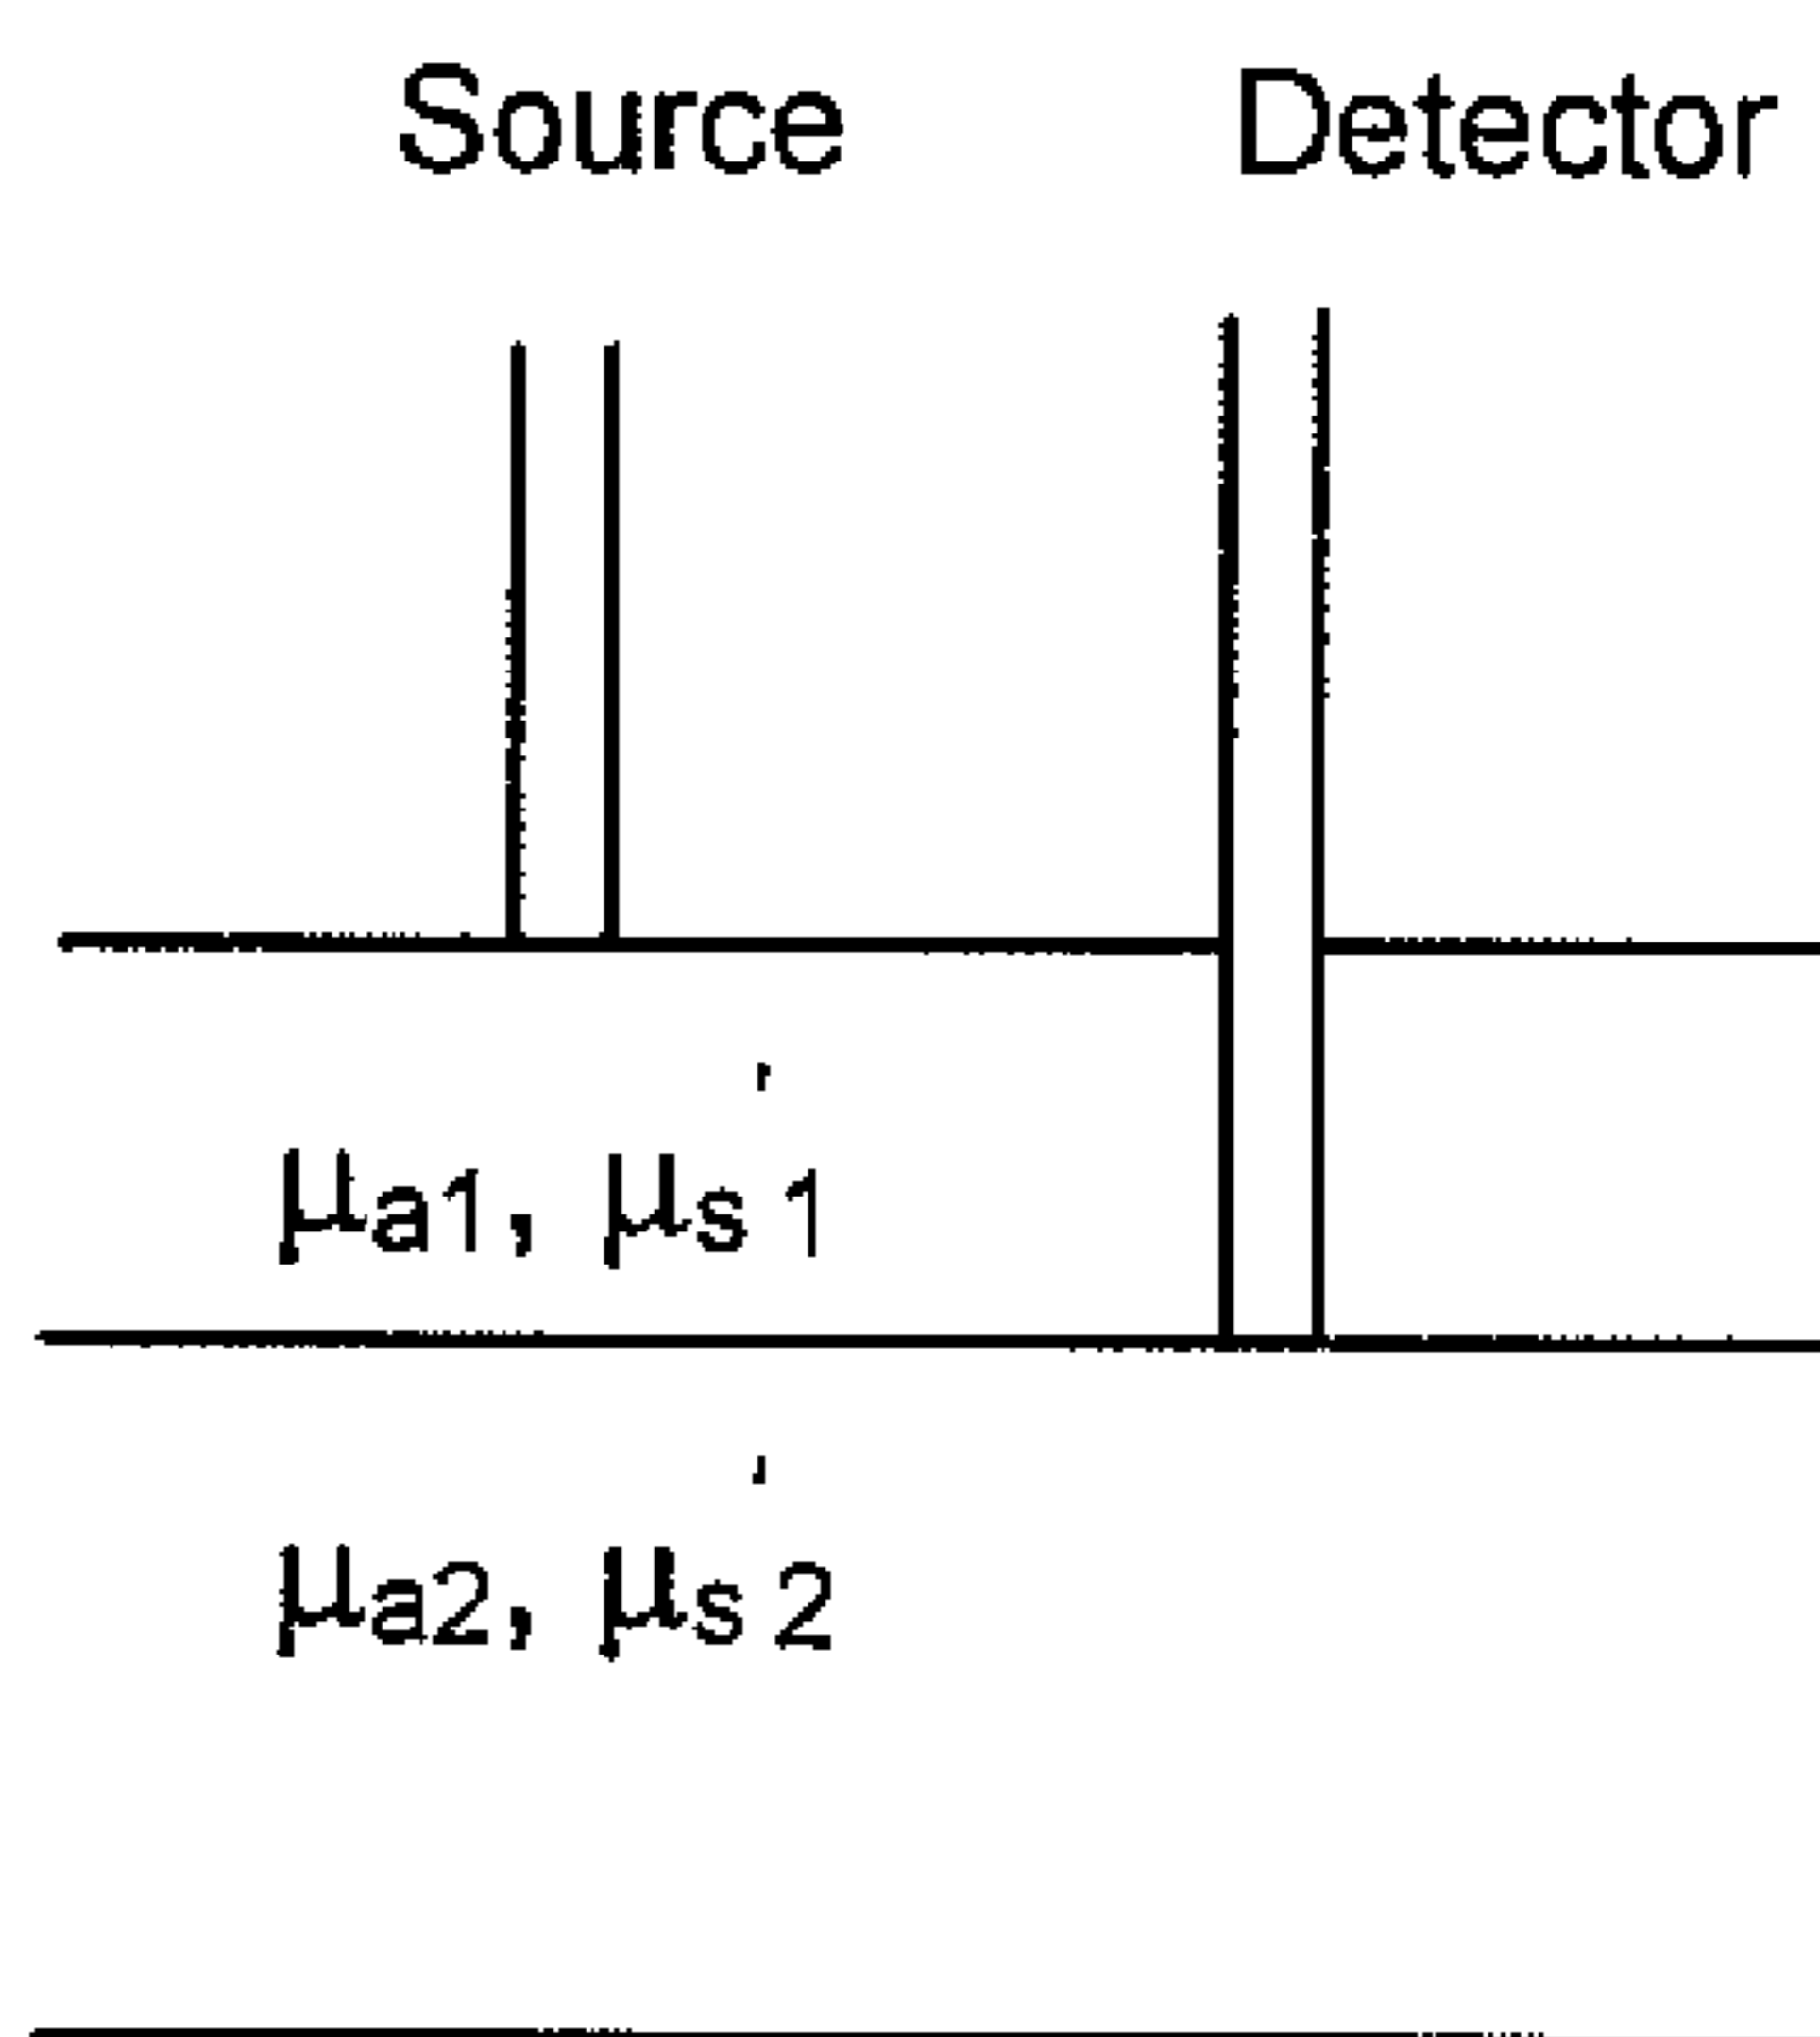 Source Detector
μa1, μs'1
μa2, μs'2